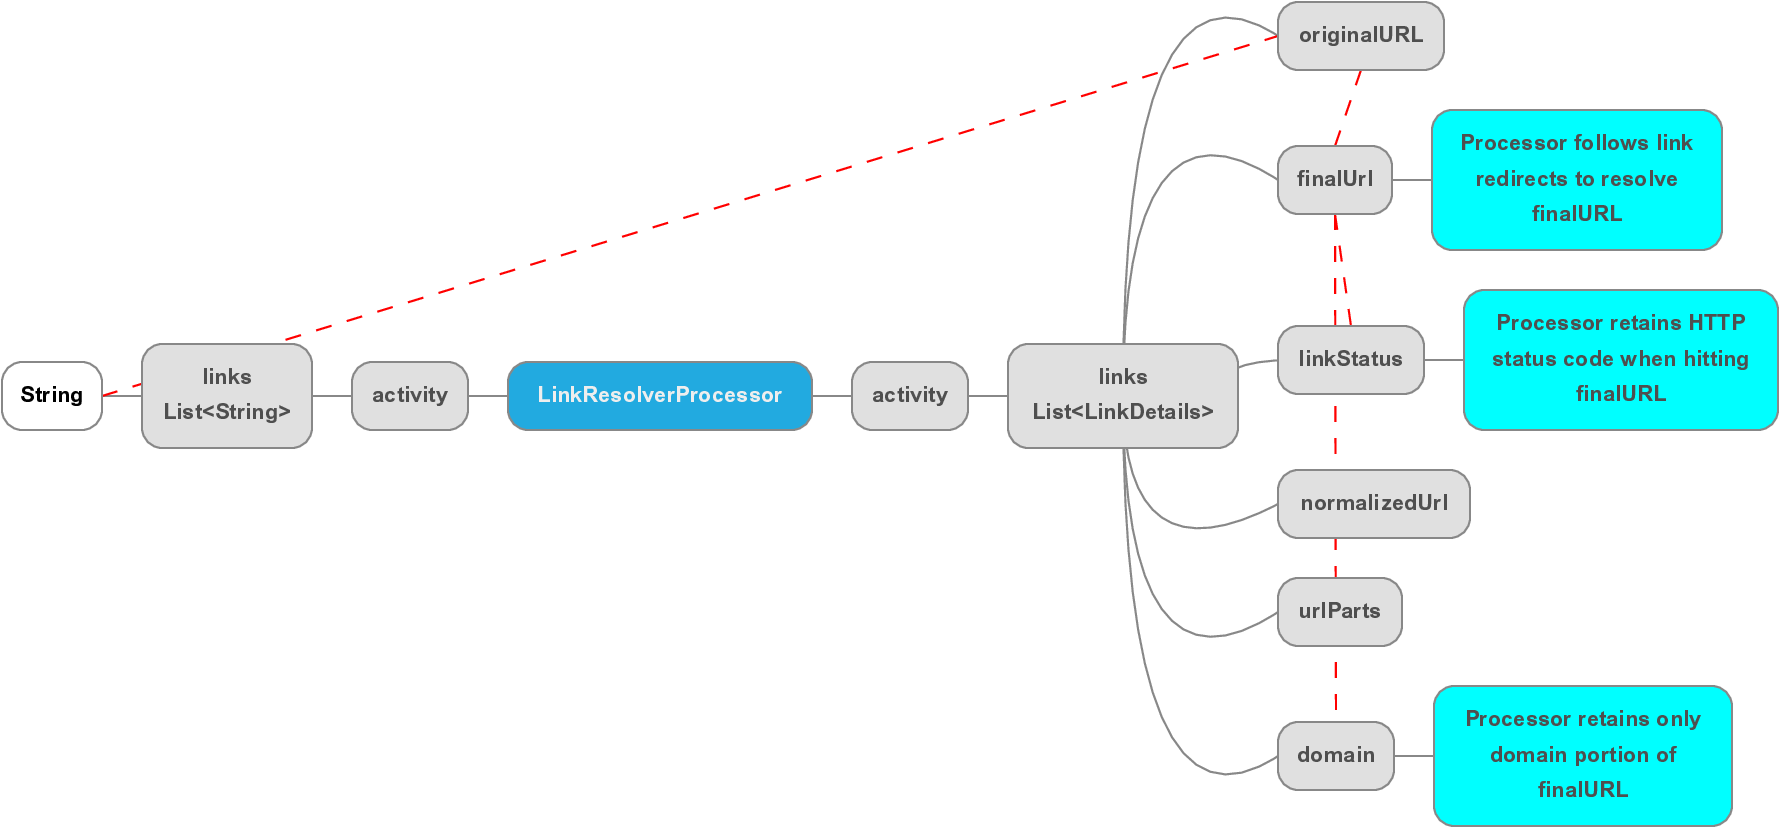 originalURL
finalUrl
Processor follows link
redirects to resolve
finalURL
linkStatus
Processor retains HTTP
status code when hitting
finalURL
String
links
List<String>
activity
LinkResolverProcessor
activity
links
List<LinkDetails>
normalizedUrl
urlParts
domain
Processor retains only
domain portion of
finalURL